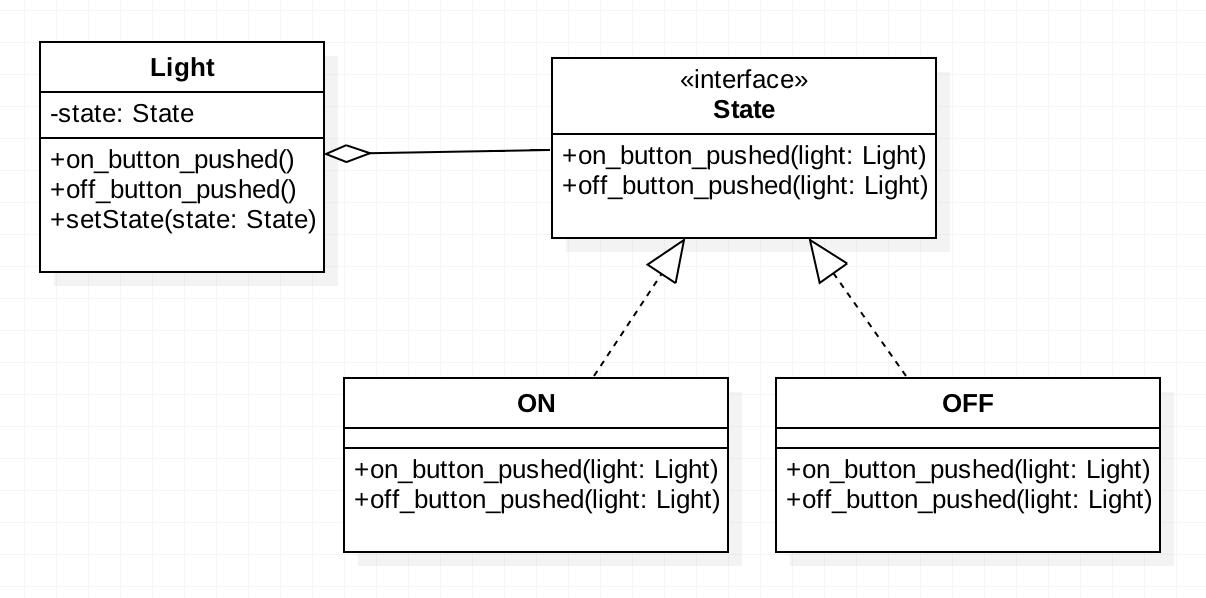 Light
-state: State
+on_button_pushed()
+off_button_pushed()
+setState(state: State)
«interface»
State
+on_button_pushed(light: Light)
+off_button_pushed(light: Light)
ON
+on_button_pushed(light: Light)
+off_button_pushed(light: Light)
OFF
+on_button_pushed(light: Light)
+off_button_pushed(light: Light)